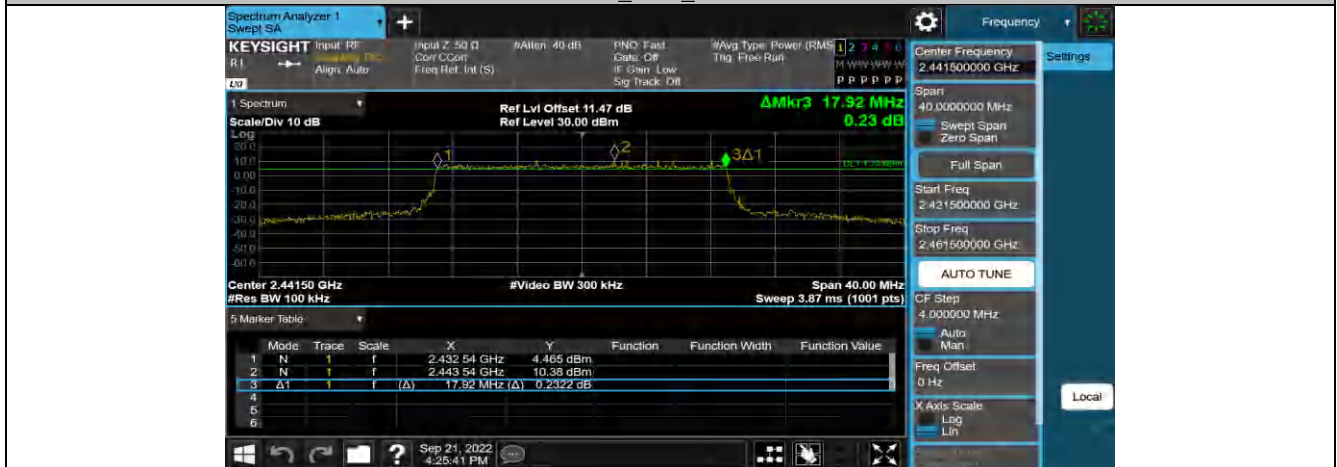 Spectrum Analyzer 1
Swept SA
+
Frequency
KEYSIGHT Input: RF
Input Z: 50 Ω
#Atten: 40 dB
PNO: Fast
#Avg Type: Power (RMS
1 2 3 4 5 6
Corr CCorr
Gate: Off
Trig: Free Run
Align: Auto
Freq Ref: Int (S)
IF Gain: Low
Sig Track: Off
P P P P P P
LXI
Center Frequency
2.441500000 GHz
Settings
1 Spectrum
Ref Lvl Offset 11.47 dB
ΔMkr3 17.92 MHz
Scale/Div 10 dB
Ref Level 30.00 dBm
0.23 dB
Log
20.0
10.0
0.00
-10.0
-20.0
-30.0
-40.0
-50.0
-60.0
1
2
3Δ1
Span
40.0000000 MHz
Swept Span
Zero Span
Full Span
Start Freq
2.421500000 GHz
Stop Freq
2.461500000 GHz
AUTO TUNE
Center 2.44150 GHz
#Video BW 300 kHz
Span 40.00 MHz
#Res BW 100 kHz
Sweep 3.87 ms (1001 pts)
CF Step
4.000000 MHz
Auto
Man
5 Marker Table
Mode Trace Scale X Y Function Function Width Function Value
1 N 1 f 2.432 54 GHz 4.465 dBm
2 N 1 f 2.443 54 GHz 10.38 dBm
3 Δ1 1 f (Δ) 17.92 MHz (Δ) 0.2322 dB
4
5
6
Freq Offset
0 Hz
X Axis Scale
Log
Lin
Local
?
Sep 21, 2022
4:25:41 PM